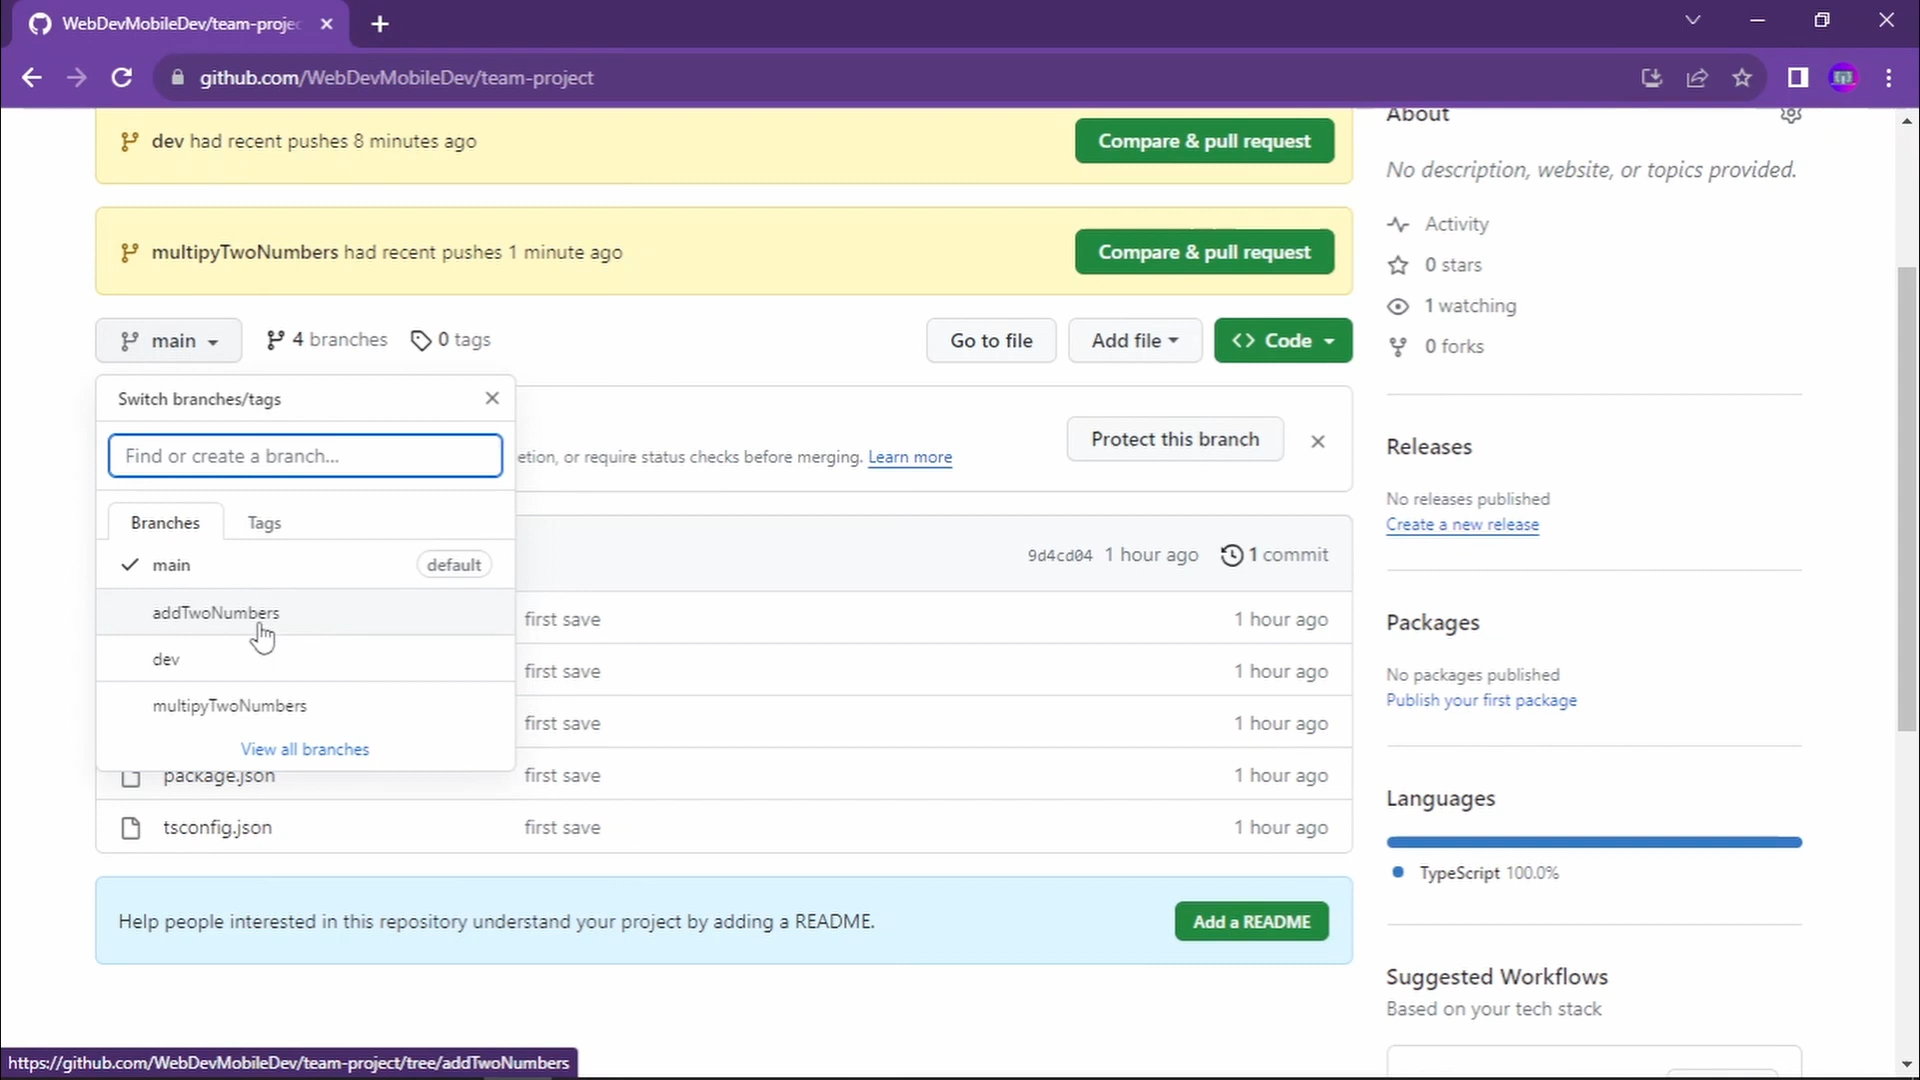 WebDevMobileDev/team-projec
github.com/WebDevMobileDev/team-project
dev had recent pushes 8 minutes ago
Compare & pull request
multipyTwoNumbers had recent pushes 1 minute ago
Compare & pull request
main
4 branches
0 tags
Go to file
Add file
Code
Switch branches/tags
Find or create a branch...
Protect this branch
etion, or require status checks before merging. Learn more
Branches
Tags
main
default
addTwoNumbers
dev
multipyTwoNumbers
View all branches
9d4cd04 1 hour ago 1 commit
first save 1 hour ago
first save 1 hour ago
first save 1 hour ago
package.json first save 1 hour ago
tsconfig.json first save 1 hour ago
Help people interested in this repository understand your project by adding a README.
Add a README
About
No description, website, or topics provided.
Activity
0 stars
1 watching
0 forks
Releases
No releases published
Create a new release
Packages
No packages published
Publish your first package
Languages
TypeScript 100.0%
Suggested Workflows
Based on your tech stack
https://github.com/WebDevMobileDev/team-project/tree/addTwoNumbers